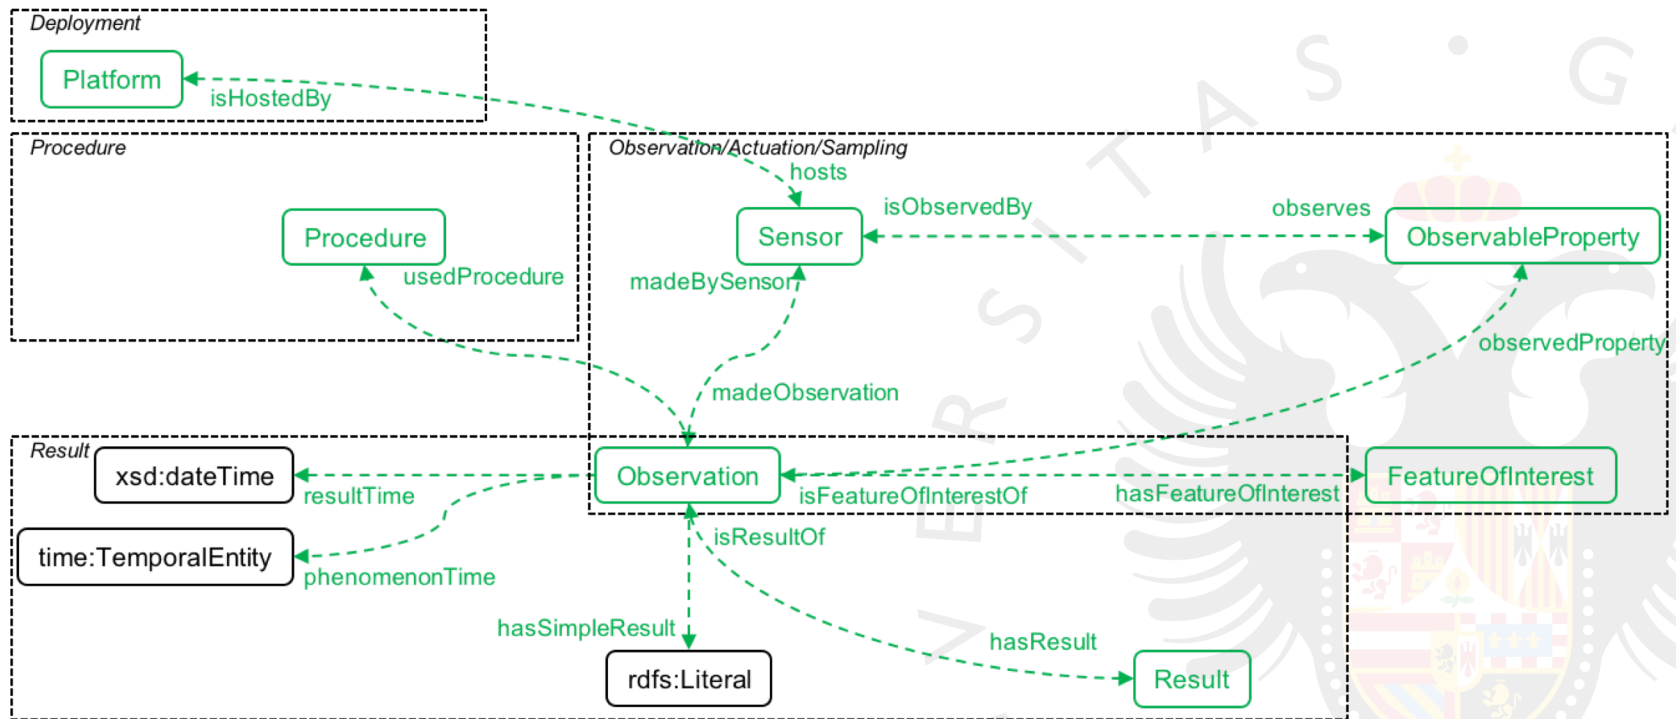 Deployment
Platform
isHostedBy
Procedure
Observation/Actuation/Sampling
hosts
Procedure
usedProcedure
Sensor
isObservedBy
observes
ObservableProperty
madeBySensor
observedProperty
madeObservation
Result
xsd:dateTime
resultTime
Observation
isFeatureOfInterestOf
hasFeatureOfInterest
FeatureOfInterest
time:TemporalEntity
phenomenonTime
isResultOf
hasSimpleResult
hasResult
rdfs:Literal
Result
VERSITAS · G